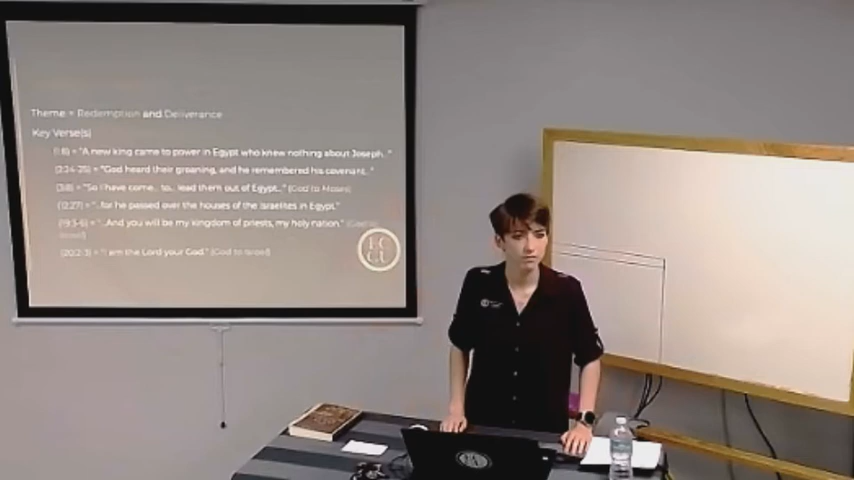 Theme = Redemption and Deliverance
Key Verse(s)
(1:8) = "A new king came to power in Egypt who knew nothing about Joseph..."
(2:24-25) = "God heard their groaning, and he remembered his covenant.."
(3:8) = "So I have come.. to.. lead them out of Egypt.." (God to Moses)
(12:27) = "..for he passed over the houses of the Israelites in Egypt."
(19:5-6) = "..And you will be my kingdom of priests, my holy nation." (God to
Israel)
(20:2-3) = "I am the Lord your God." (God to Israel)
EC
GU